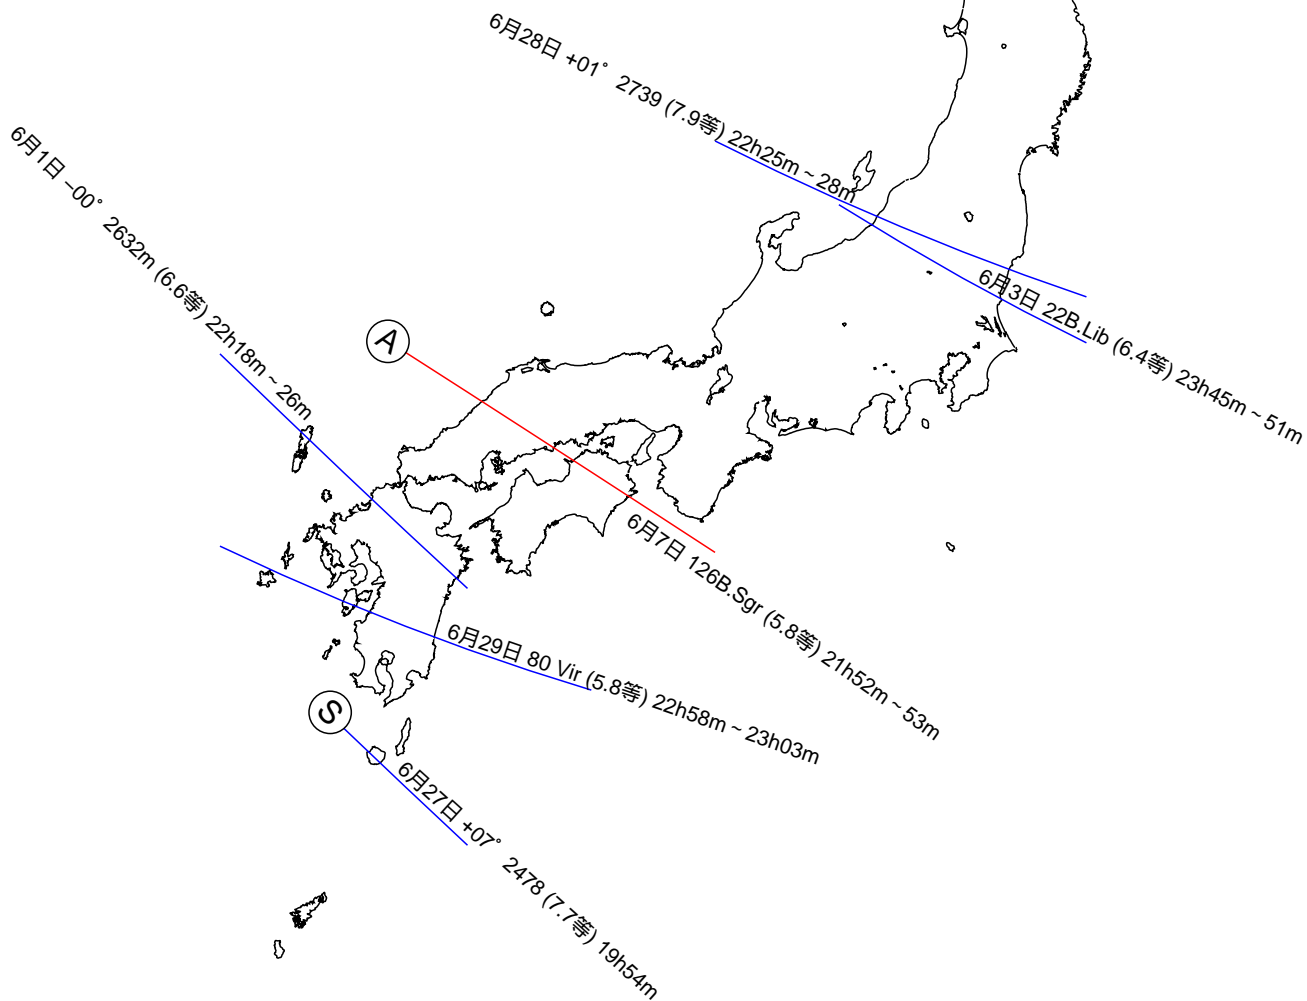 6月28日 +01° 2739 (7.9等) 22h25m ~ 28m
6月1日 −00° 2632m (6.6等) 22h18m ~ 26m
6月3日 22B.Lib (6.4等) 23h45m ~ 51m
A
6月7日 126B.Sgr (5.8等) 21h52m ~ 53m
6月29日 80 Vir (5.8等) 22h58m ~ 23h03m
S
6月27日 +07° 2478 (7.7等) 19h54m